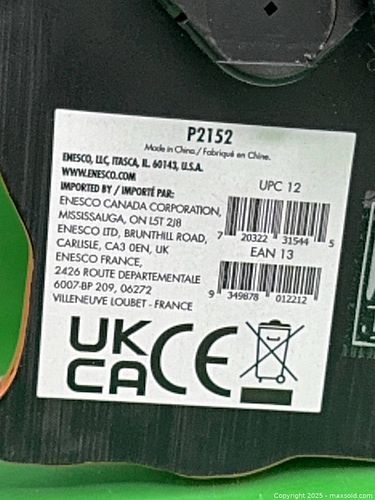 P2152
Made in China./ Fabriqué en Chine.
ENESCO, LLC, ITASCA, IL. 60143, U.S.A.
WWW.ENESCO.COM
IMPORTED BY / IMPORTÉ PAR:
ENESCO CANADA CORPORATION,
MISSISSAUGA, ON L5T 2J8
ENESCO LTD, BRUNTHILL ROAD,
CARLISLE, CA3 0EN, UK
ENESCO FRANCE,
2426 ROUTE DEPARTEMENTALE
6007-BP 209, 06272
VILLENEUVE LOUBET - FRANCE
UPC 12
7 20322 31544 5
EAN 13
9 349878 012212
UK
CA CE
Copyright 2025 - maxsold.com